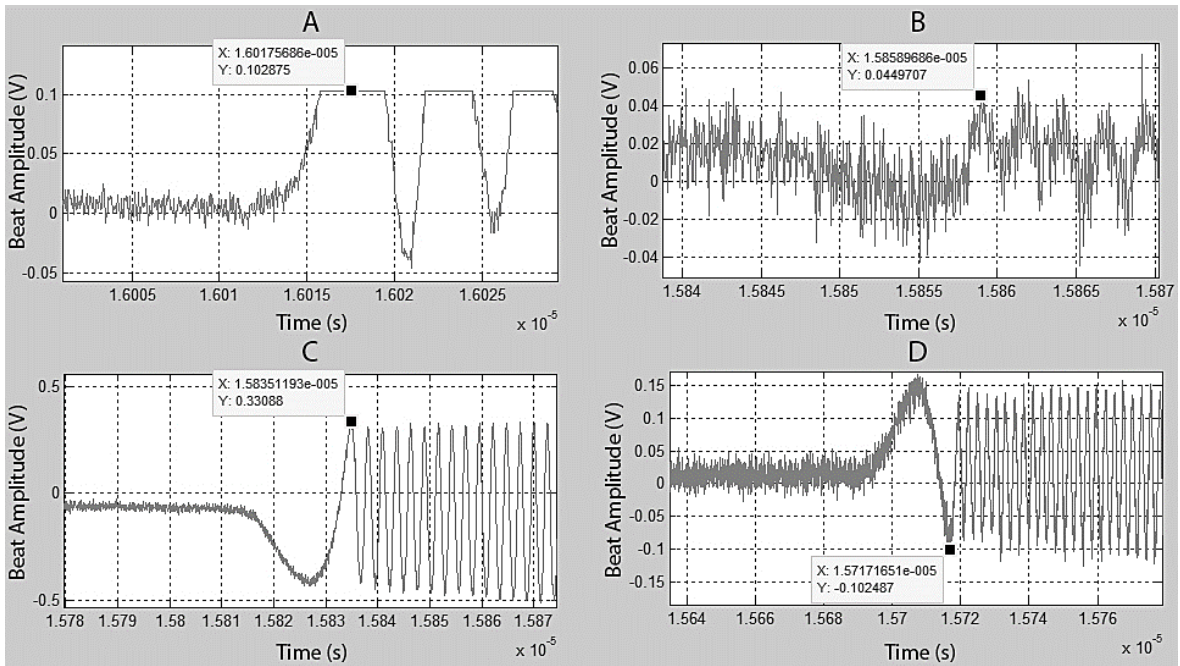 A
X: 1.60175686e-005
Y: 0.102875
Beat Amplitude (V)
0.1
0.05
0
-0.05
1.6005 1.601 1.6015 1.602 1.6025
Time (s)
x 10-5
B
X: 1.58589686e-005
Y: 0.0449707
Beat Amplitude (V)
0.06
0.04
0.02
0
-0.02
-0.04
1.584 1.5845 1.585 1.5855 1.586 1.5865 1.587
Time (s)
x 10-5
C
X: 1.58351193e-005
Y: 0.33088
Beat Amplitude (V)
0.5
0
-0.5
1.578 1.579 1.58 1.581 1.582 1.583 1.584 1.585 1.586 1.587
Time (s)
x 10-5
D
Beat Amplitude (V)
0.15
0.1
0.05
0
-0.05
-0.1
-0.15
X: 1.57171651e-005
Y: -0.102487
1.564 1.566 1.568 1.57 1.572 1.574 1.576
Time (s)
x 10-5